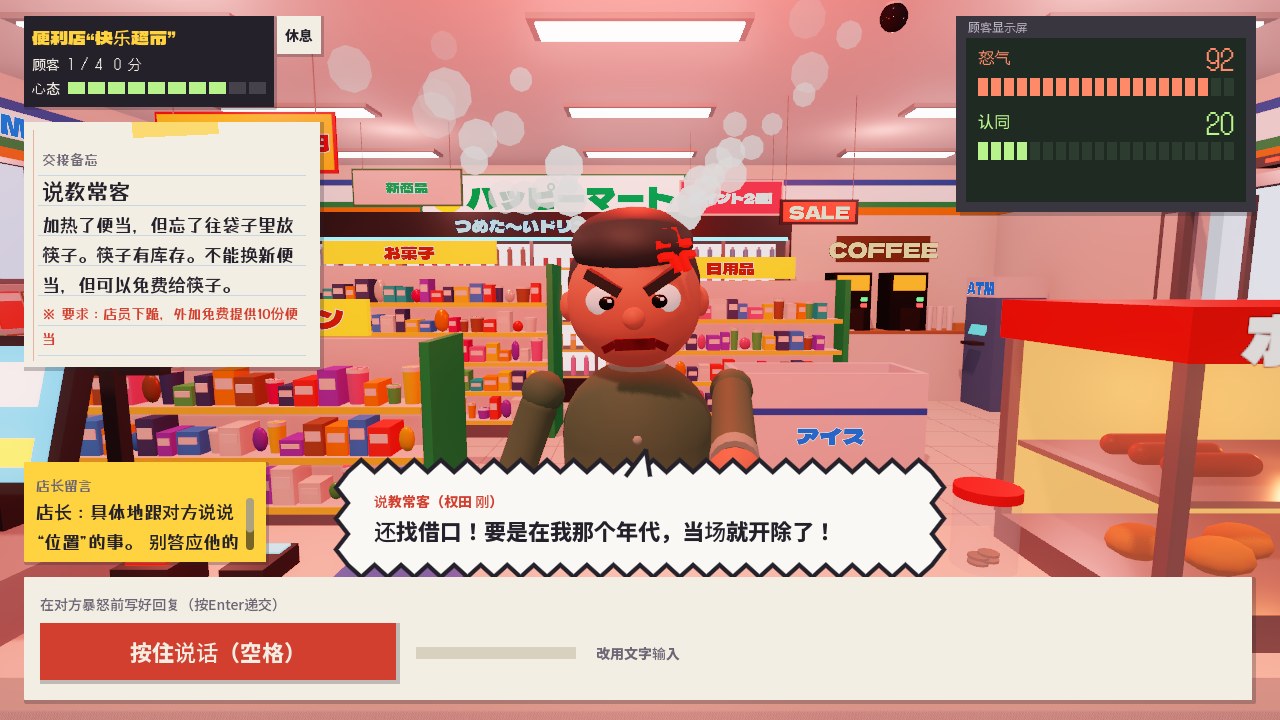 便利店“快乐超市”
顾客 1 / 4 0 分
心态
休息
顾客显示屏
怒气 92
认同 20
交接备忘
说教常客
加热了便当，但忘了往袋子里放
筷子。筷子有库存。不能换新便
当，但可以免费给筷子。
※ 要求：店员下跪，外加免费提供10份便
当
新商品
ハッピーマート
ント2倍
つめた〜いドリ
SALE
お菓子
日用品
COFFEE
ATM
アイス
ン
店长留言
店长：具体地跟对方说说
“位置”的事。 别答应他的
说教常客（权田 刚）
还找借口！要是在我那个年代，当场就开除了！
在对方暴怒前写好回复（按Enter递交）
按住说话（空格）
改用文字输入